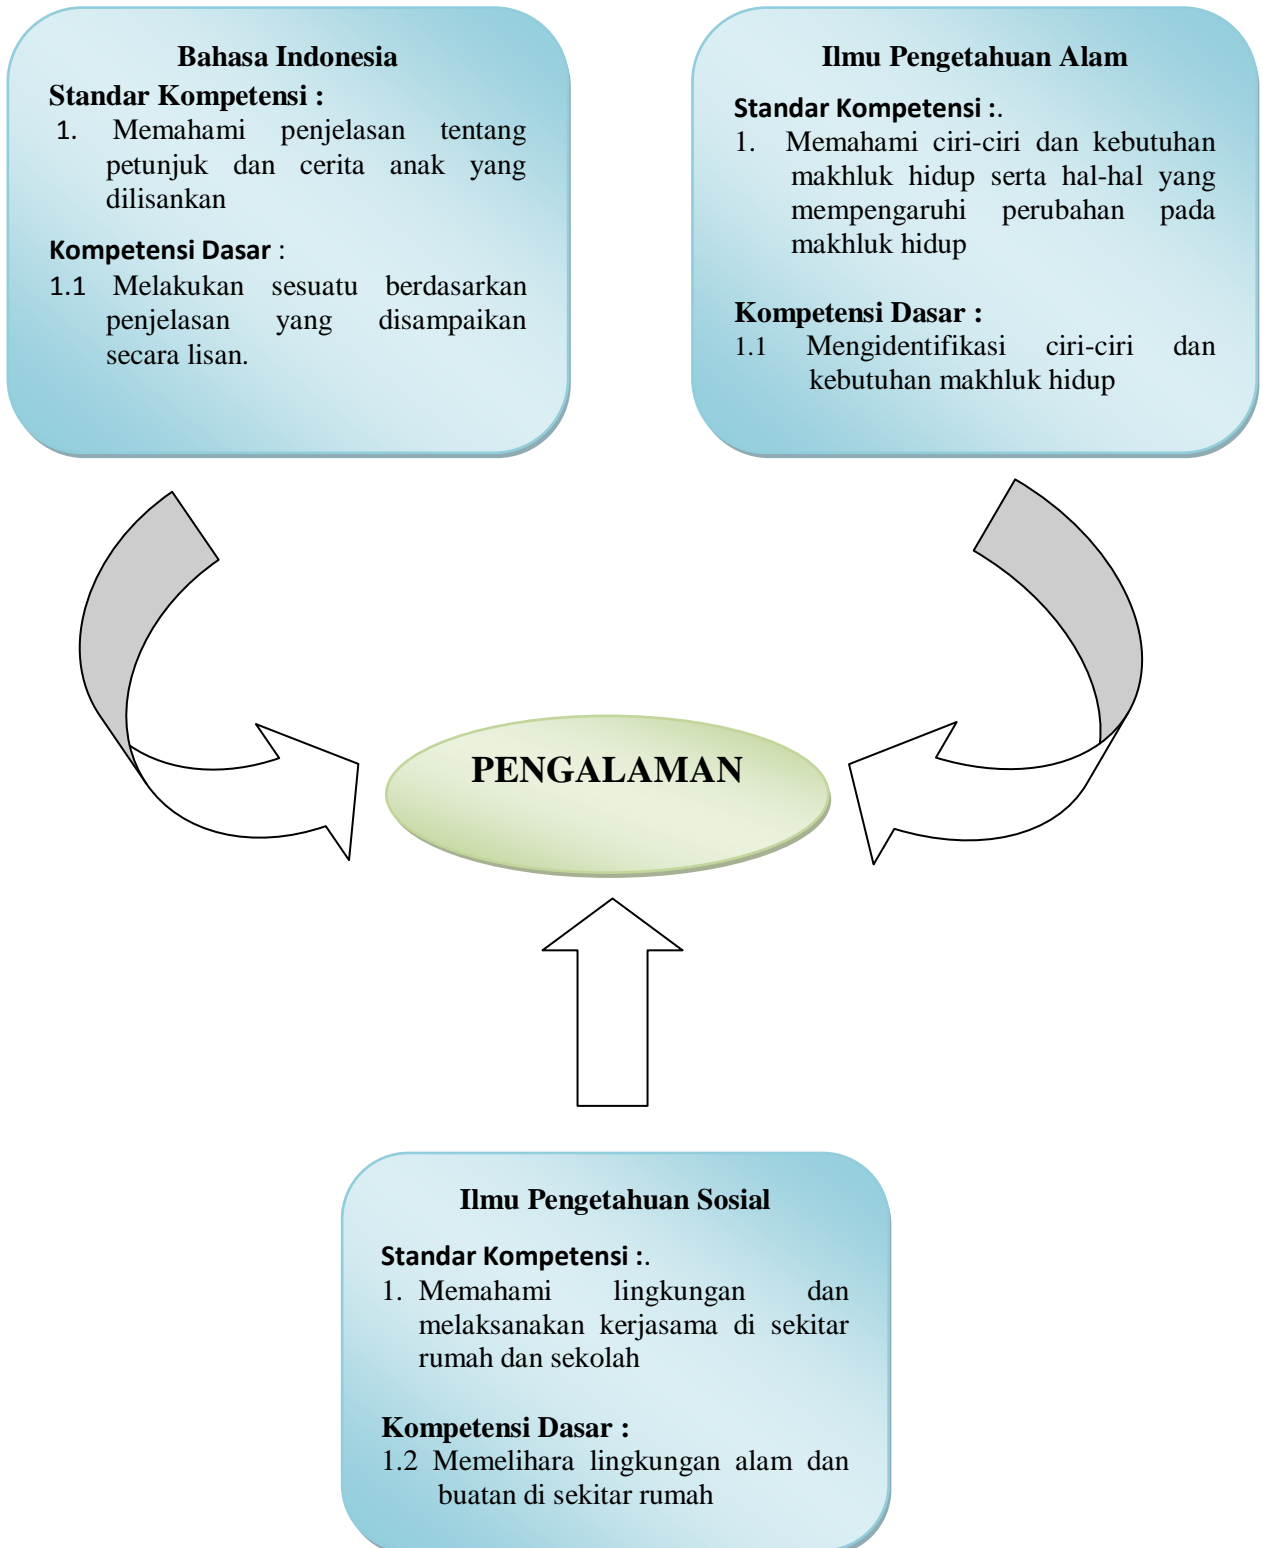 Bahasa Indonesia
Standar Kompetensi :
1. Memahami penjelasan tentang
petunjuk dan cerita anak yang
dilisankan
Kompetensi Dasar :
1.1 Melakukan sesuatu berdasarkan
penjelasan yang disampaikan
secara lisan.
Ilmu Pengetahuan Alam
Standar Kompetensi :.
1. Memahami ciri-ciri dan kebutuhan
makhluk hidup serta hal-hal yang
mempengaruhi perubahan pada
makhluk hidup
Kompetensi Dasar :
1.1 Mengidentifikasi ciri-ciri dan
kebutuhan makhluk hidup
PENGALAMAN
Ilmu Pengetahuan Sosial
Standar Kompetensi :.
1. Memahami lingkungan dan
melaksanakan kerjasama di sekitar
rumah dan sekolah
Kompetensi Dasar :
1.2 Memelihara lingkungan alam dan
buatan di sekitar rumah